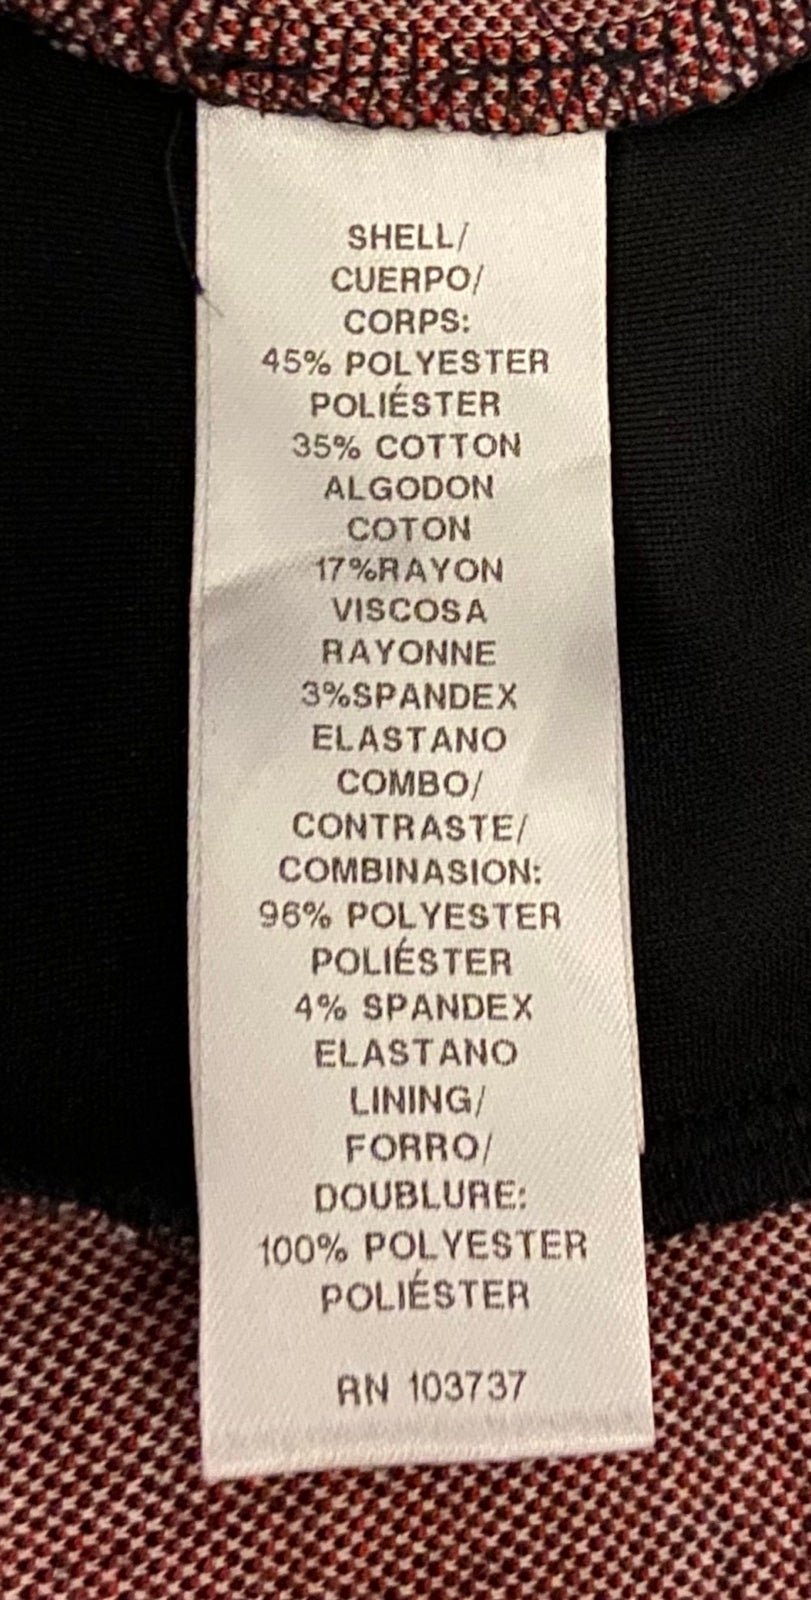 SHELL/
CUERPO/
CORPS:
45% POLYESTER
POLIÉSTER
35% COTTON
ALGODON
COTON
17%RAYON
VISCOSA
RAYONNE
3%SPANDEX
ELASTANO
COMBO/
CONTRASTE/
COMBINASION:
96% POLYESTER
POLIÉSTER
4% SPANDEX
ELASTANO
LINING/
FORRO/
DOUBLURE:
100% POLYESTER
POLIÉSTER
RN 103737